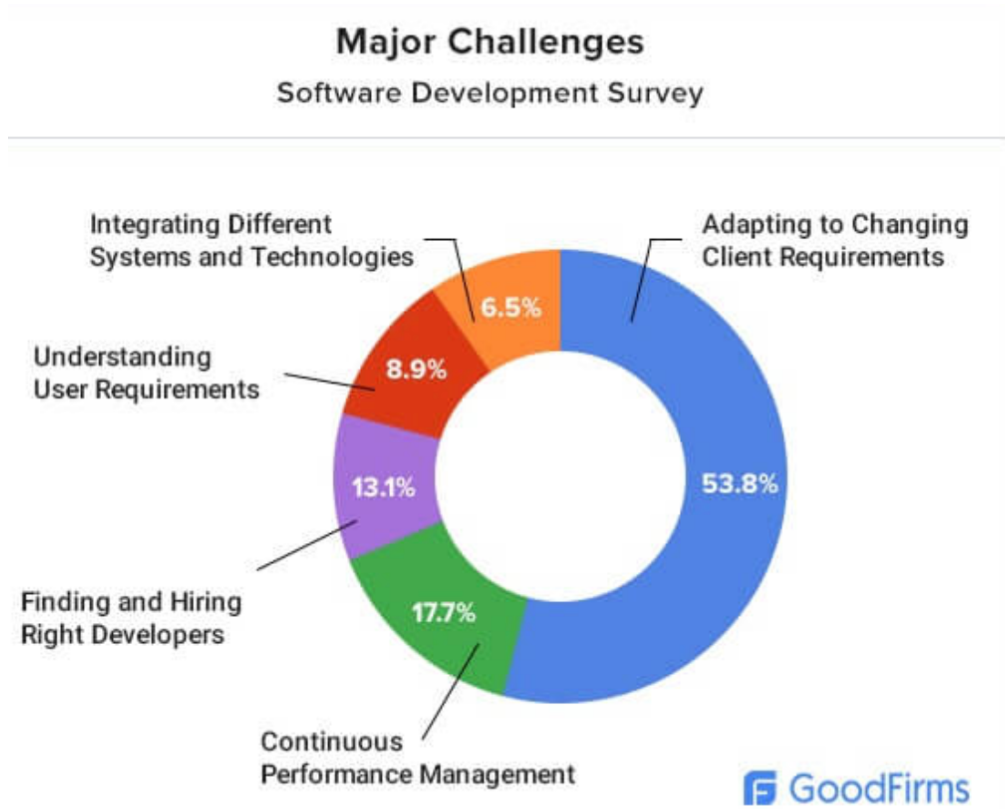 Major Challenges
Software Development Survey
Integrating Different
Systems and Technologies
Adapting to Changing
Client Requirements
6.5%
Understanding
User Requirements
8.9%
53.8%
13.1%
Finding and Hiring
Right Developers
17.7%
Continuous
Performance Management
GoodFirms